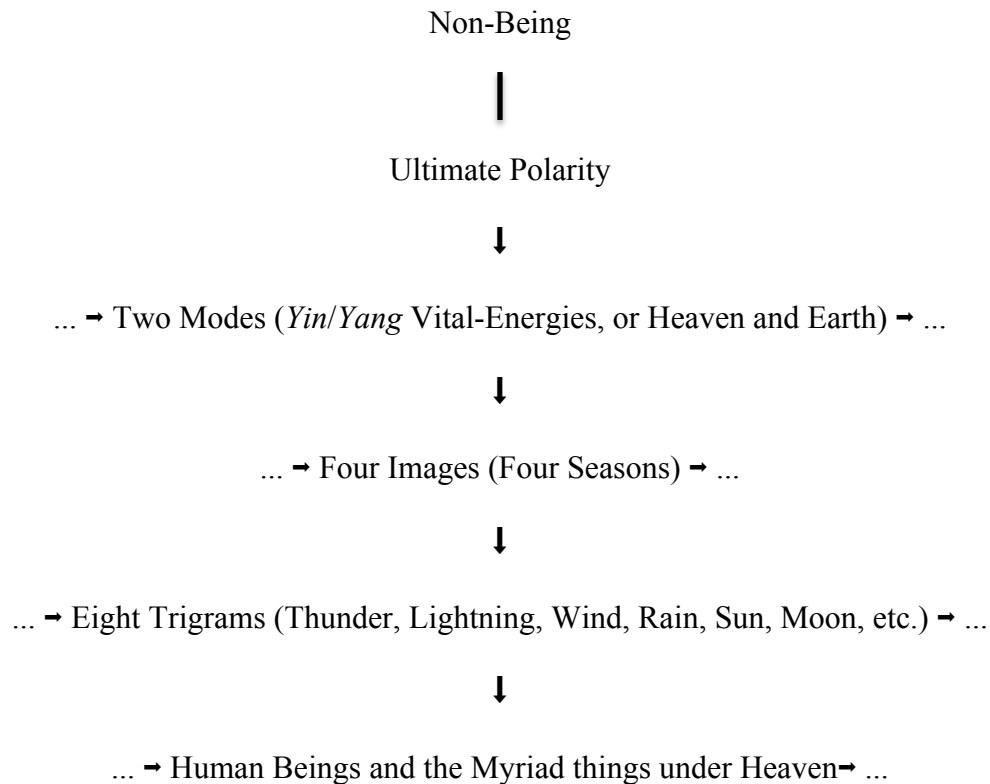 Non-Being
Ultimate Polarity
... → Two Modes (Yin/Yang Vital-Energies, or Heaven and Earth) → ...
... → Four Images (Four Seasons) → ...
... → Eight Trigrams (Thunder, Lightning, Wind, Rain, Sun, Moon, etc.) → ...
... → Human Beings and the Myriad things under Heaven→ ...